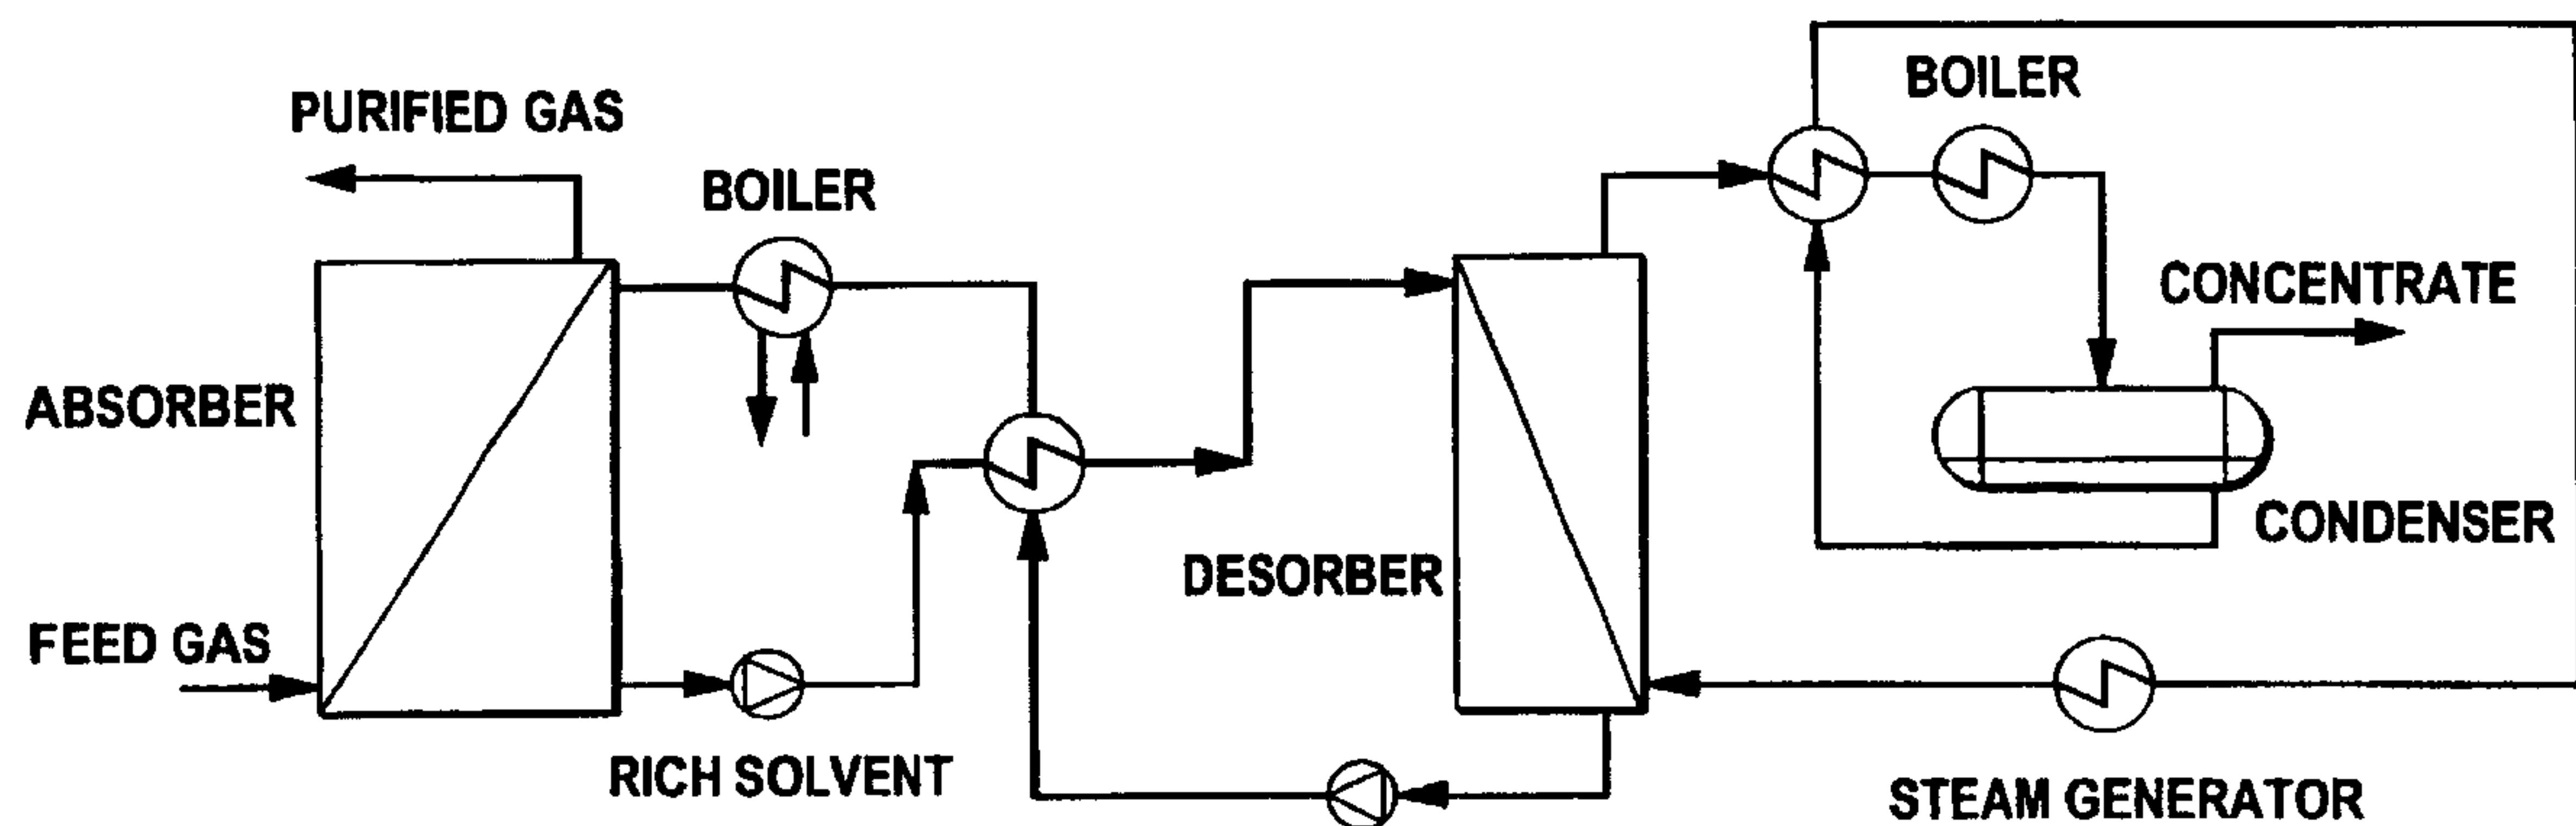 BOILER
PURIFIED GAS
BOILER
CONCENTRATE
ABSORBER
CONDENSER
DESORBER
FEED GAS
RICH SOLVENT
STEAM GENERATOR